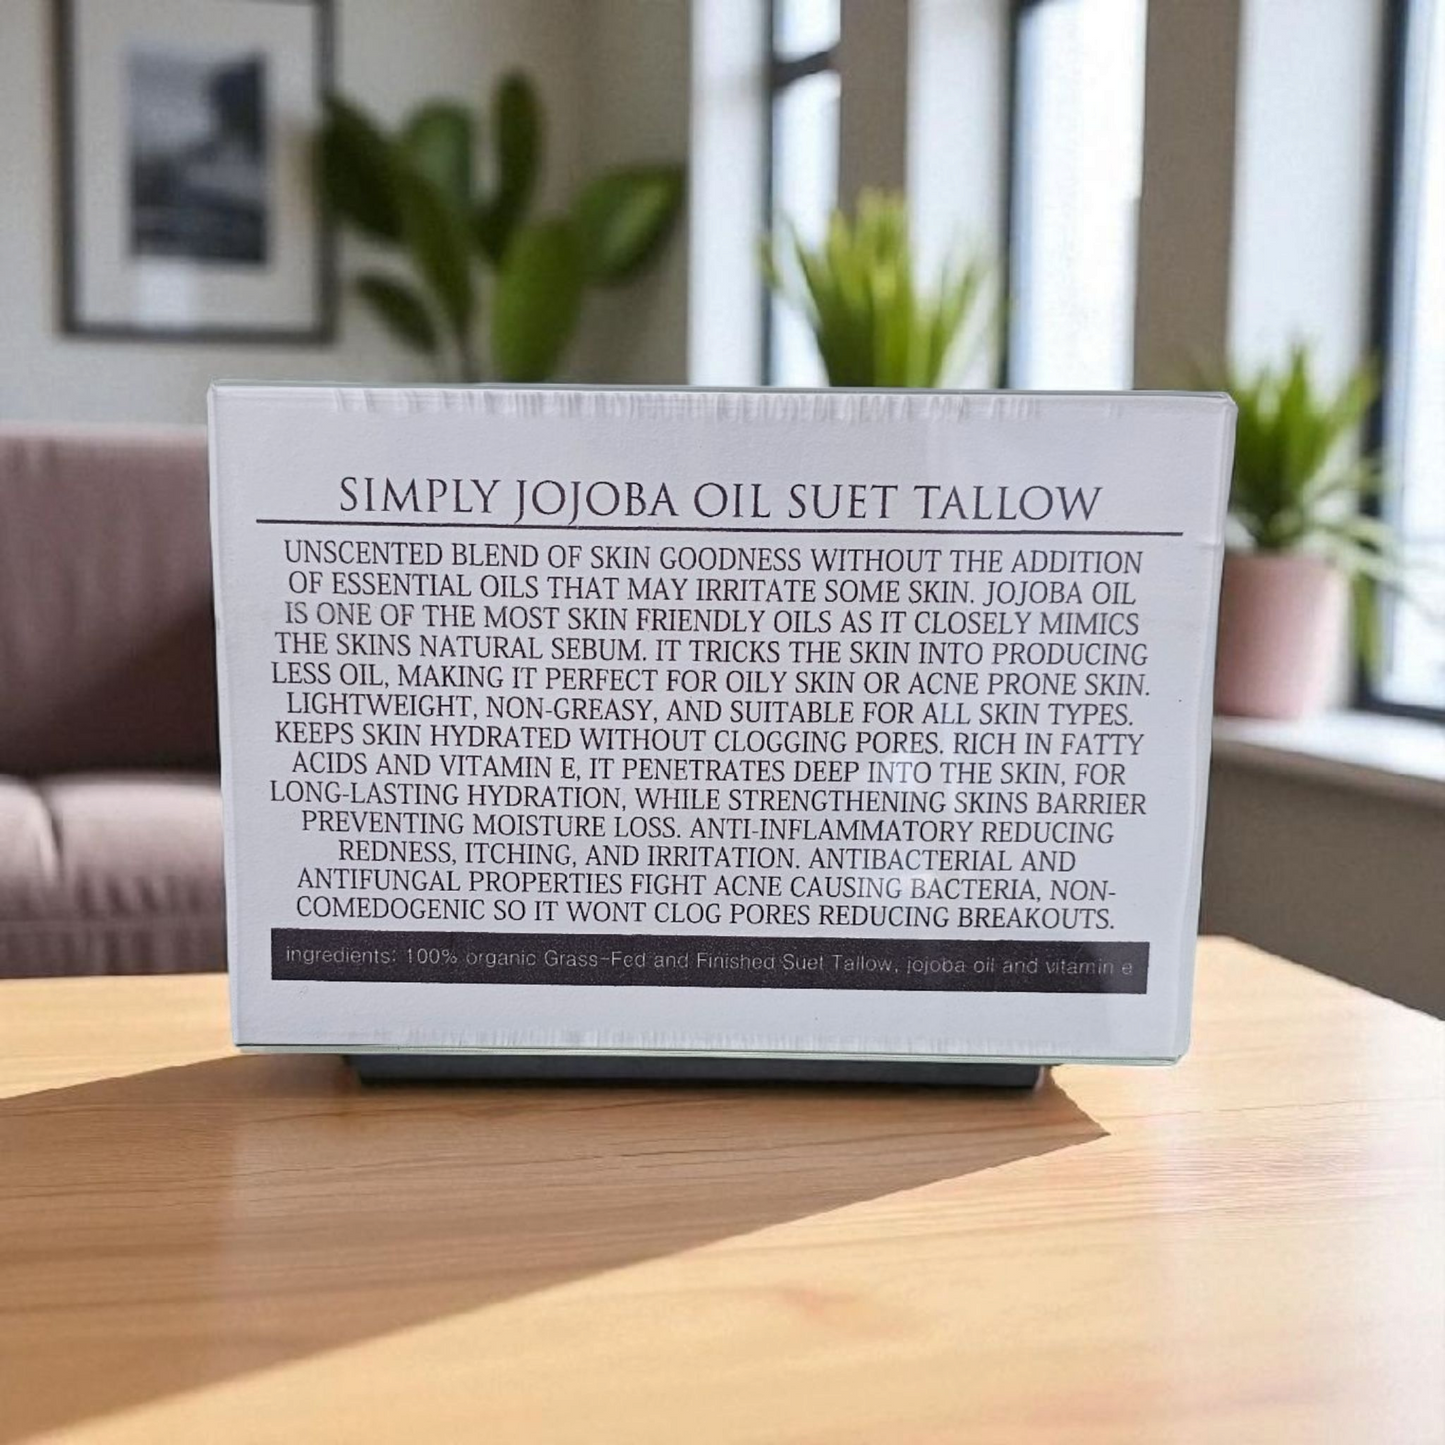 SIMPLY JOJOBA OIL SUET TALLOW
UNSCENTED BLEND OF SKIN GOODNESS WITHOUT THE ADDITION
OF ESSENTIAL OILS THAT MAY IRRITATE SOME SKIN. JOJOBA OIL
IS ONE OF THE MOST SKIN FRIENDLY OILS AS IT CLOSELY MIMICS
THE SKINS NATURAL SEBUM. IT TRICKS THE SKIN INTO PRODUCING
LESS OIL, MAKING IT PERFECT FOR OILY SKIN OR ACNE PRONE SKIN.
LIGHTWEIGHT, NON-GREASY, AND SUITABLE FOR ALL SKIN TYPES.
KEEPS SKIN HYDRATED WITHOUT CLOGGING PORES. RICH IN FATTY
ACIDS AND VITAMIN E, IT PENETRATES DEEP INTO THE SKIN, FOR
LONG-LASTING HYDRATION, WHILE STRENGTHENING SKINS BARRIER
PREVENTING MOISTURE LOSS. ANTI-INFLAMMATORY REDUCING
REDNESS, ITCHING, AND IRRITATION. ANTIBACTERIAL AND
ANTIFUNGAL PROPERTIES FIGHT ACNE CAUSING BACTERIA, NON-
COMEDOGENIC SO IT WONT CLOG PORES REDUCING BREAKOUTS.
ingredients: 100% organic Grass-Fed and Finished Suet Tallow, jojoba oil and vitamin e